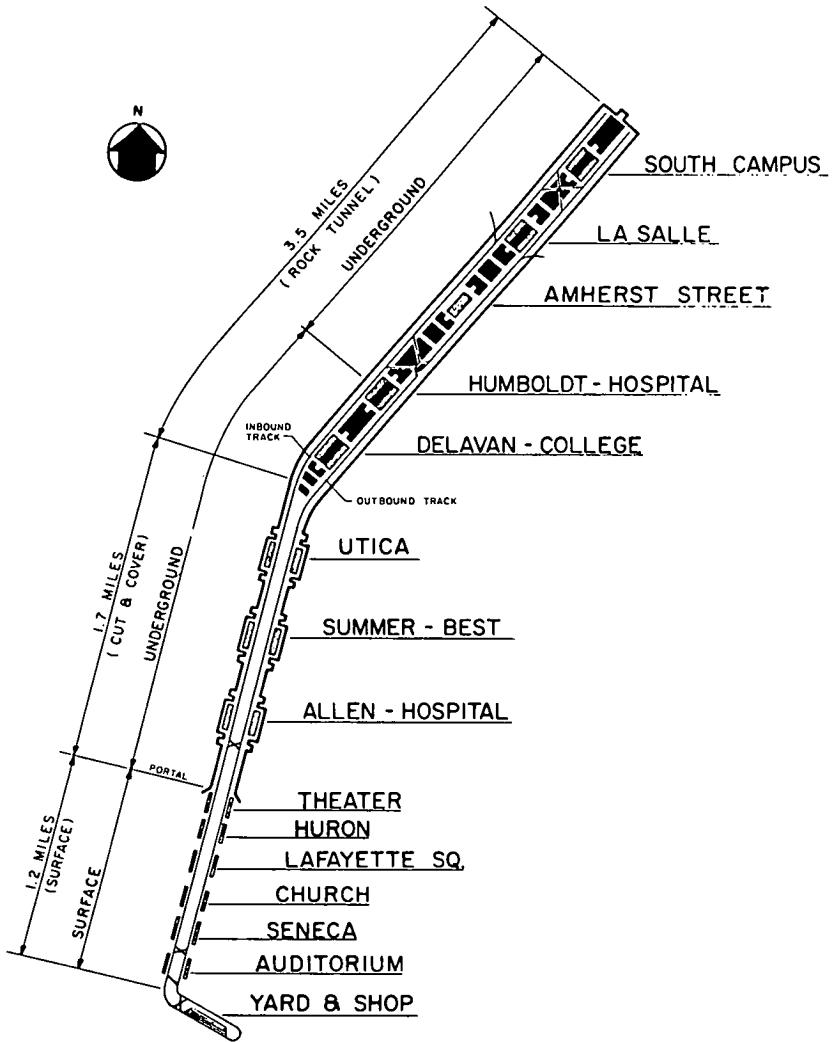 N
3.5 MILES
(ROCK TUNNEL)
UNDERGROUND
SOUTH CAMPUS
LA SALLE
AMHERST STREET
HUMBOLDT - HOSPITAL
DELAVAN - COLLEGE
INBOUND
TRACK
OUTBOUND TRACK
UTICA
SUMMER - BEST
ALLEN - HOSPITAL
1.7 MILES
(CUT & COVER)
UNDERGROUND
PORTAL
THEATER
HURON
LAFAYETTE SQ.
CHURCH
SENECA
AUDITORIUM
YARD & SHOP
1.2 MILES
(SURFACE)
SURFACE